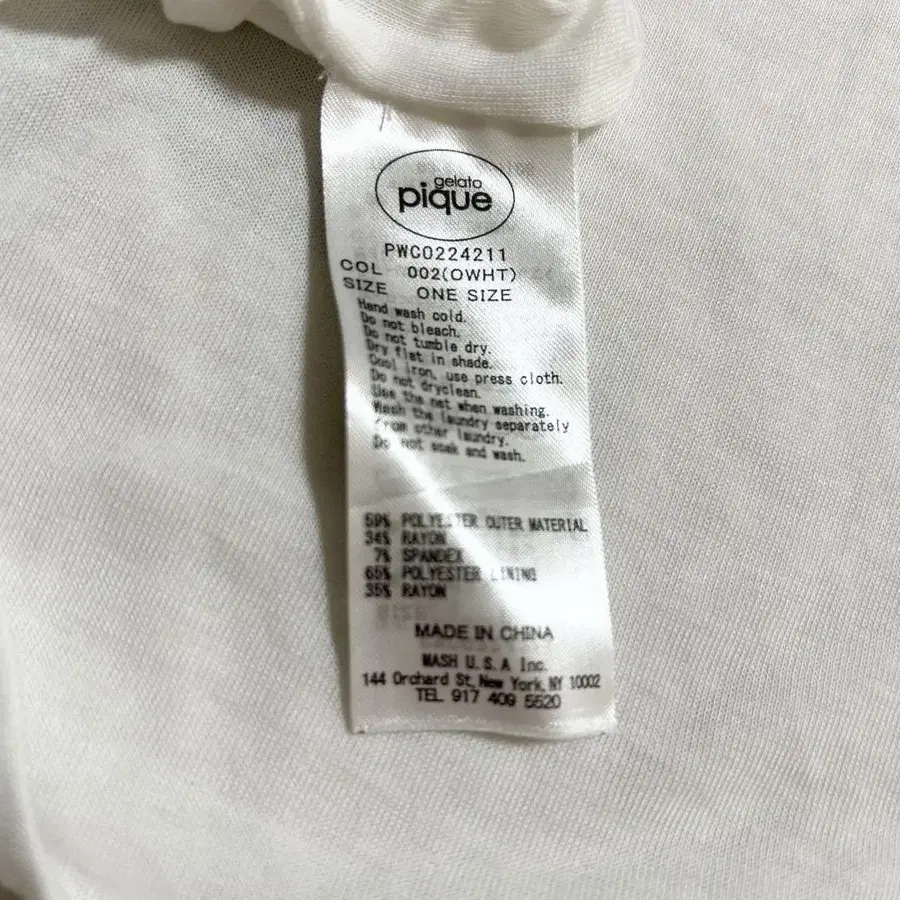 gelato
pique
PWCO224211
COL 002(OWHT)
SIZE ONE SIZE
Hand wash cold.
Do not bleach.
Do not tumble dry.
Dry flat in shade.
Cool iron, use press cloth.
Do not dryclean.
Use the net when washing.
Wash the laundry separately
from other laundry.
Do not soak and wash.
59% POLYESTER OUTER MATERIAL
34% RAYON
7% SPANDEX
65% POLYESTER LINING
35% RAYON
MADE IN CHINA
MASH U.S.A Inc.
144 Orchard St, New York, NY 10002
TEL 917 409 5520